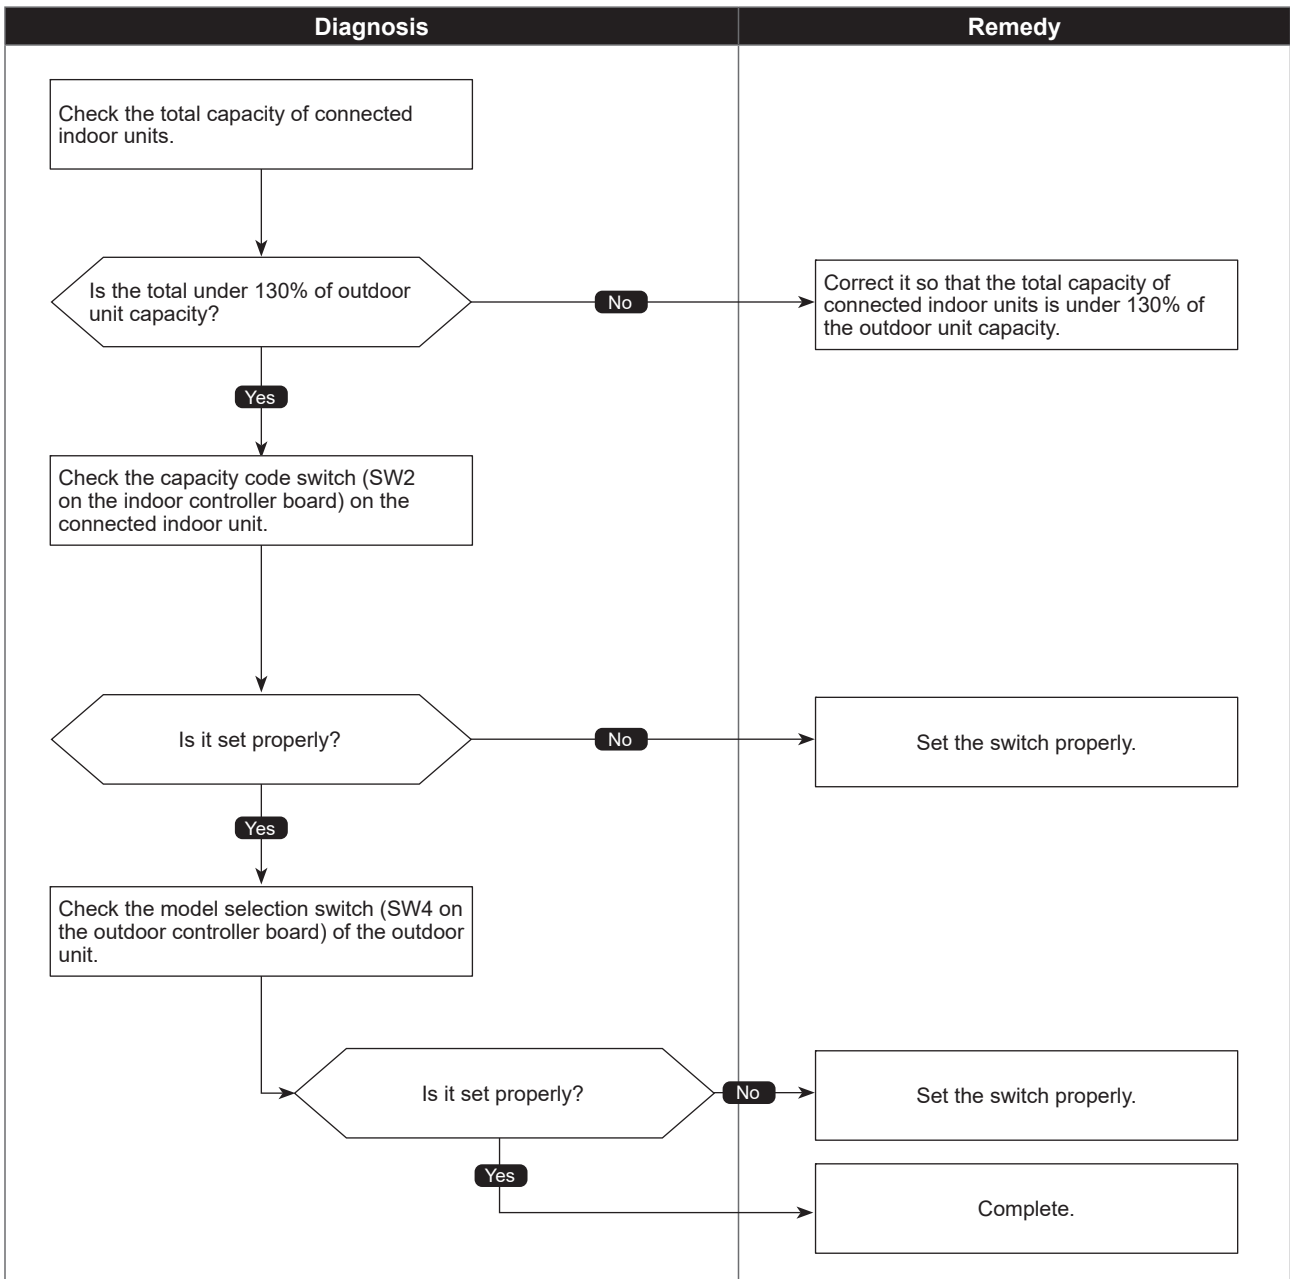 Diagnosis
Remedy
Check the total capacity of connected
indoor units.
Is the total under 130% of outdoor
unit capacity?
No
Correct it so that the total capacity of
connected indoor units is under 130% of
the outdoor unit capacity.
Yes
Check the capacity code switch (SW2
on the indoor controller board) on the
connected indoor unit.
Is it set properly?
No
Set the switch properly.
Yes
Check the model selection switch (SW4 on
the outdoor controller board) of the outdoor
unit.
Is it set properly?
No
Set the switch properly.
Yes
Complete.